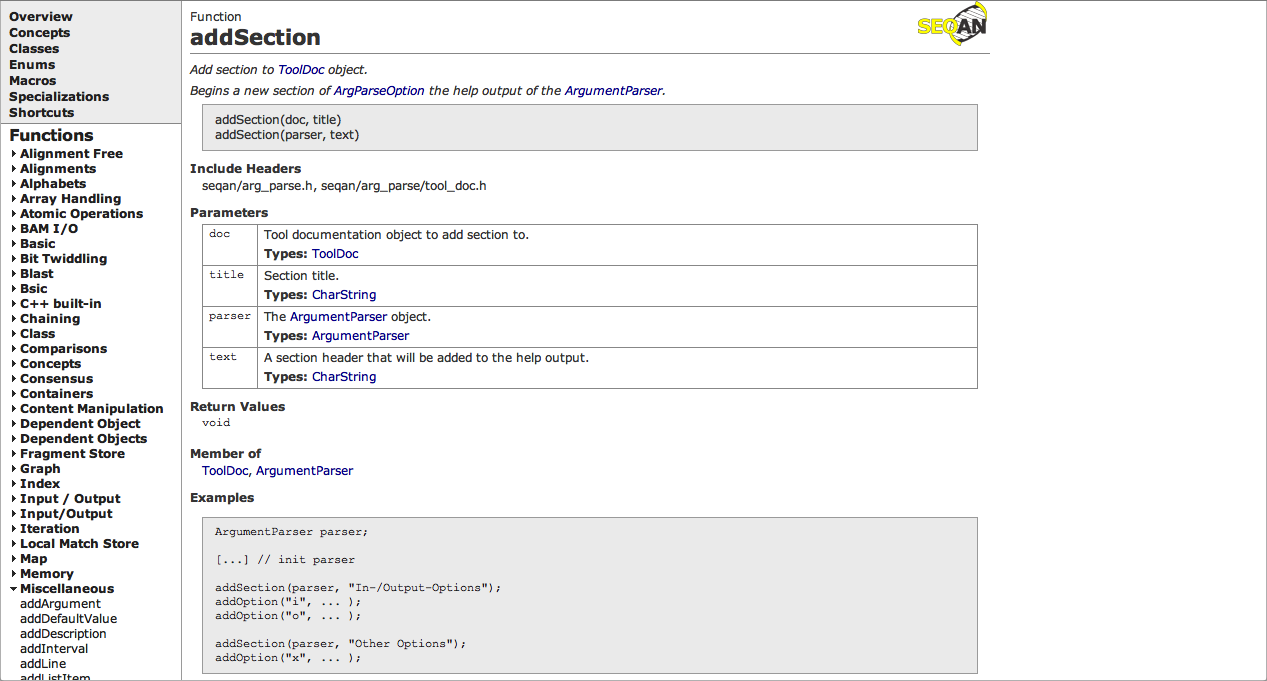 Overview
Concepts
Classes
Enums
Macros
Specializations
Shortcuts
Functions
Alignment Free
Alignments
Alphabets
Array Handling
Atomic Operations
BAM I/O
Basic
Bit Twiddling
Blast
Bsic
C++ built-in
Chaining
Class
Comparisons
Concepts
Consensus
Containers
Content Manipulation
Dependent Object
Dependent Objects
Fragment Store
Graph
Index
Input / Output
Input/Output
Iteration
Local Match Store
Map
Memory
Miscellaneous
addArgument
addDefaultValue
addDescription
addInterval
addLine
addListItem
Function
addSection
SEQAN
Add section to ToolDoc object.
Begins a new section of ArgParseOption the help output of the ArgumentParser.
addSection(doc, title)
addSection(parser, text)
Include Headers
seqan/arg_parse.h, seqan/arg_parse/tool_doc.h
Parameters
doc Tool documentation object to add section to.
Types: ToolDoc
title Section title.
Types: CharString
parser The ArgumentParser object.
Types: ArgumentParser
text A section header that will be added to the help output.
Types: CharString
Return Values
void
Member of
ToolDoc, ArgumentParser
Examples
ArgumentParser parser;
[...] // init parser
addSection(parser, "In-/Output-Options");
addOption("i", ... );
addOption("o", ... );
addSection(parser, "Other Options");
addOption("x", ... );